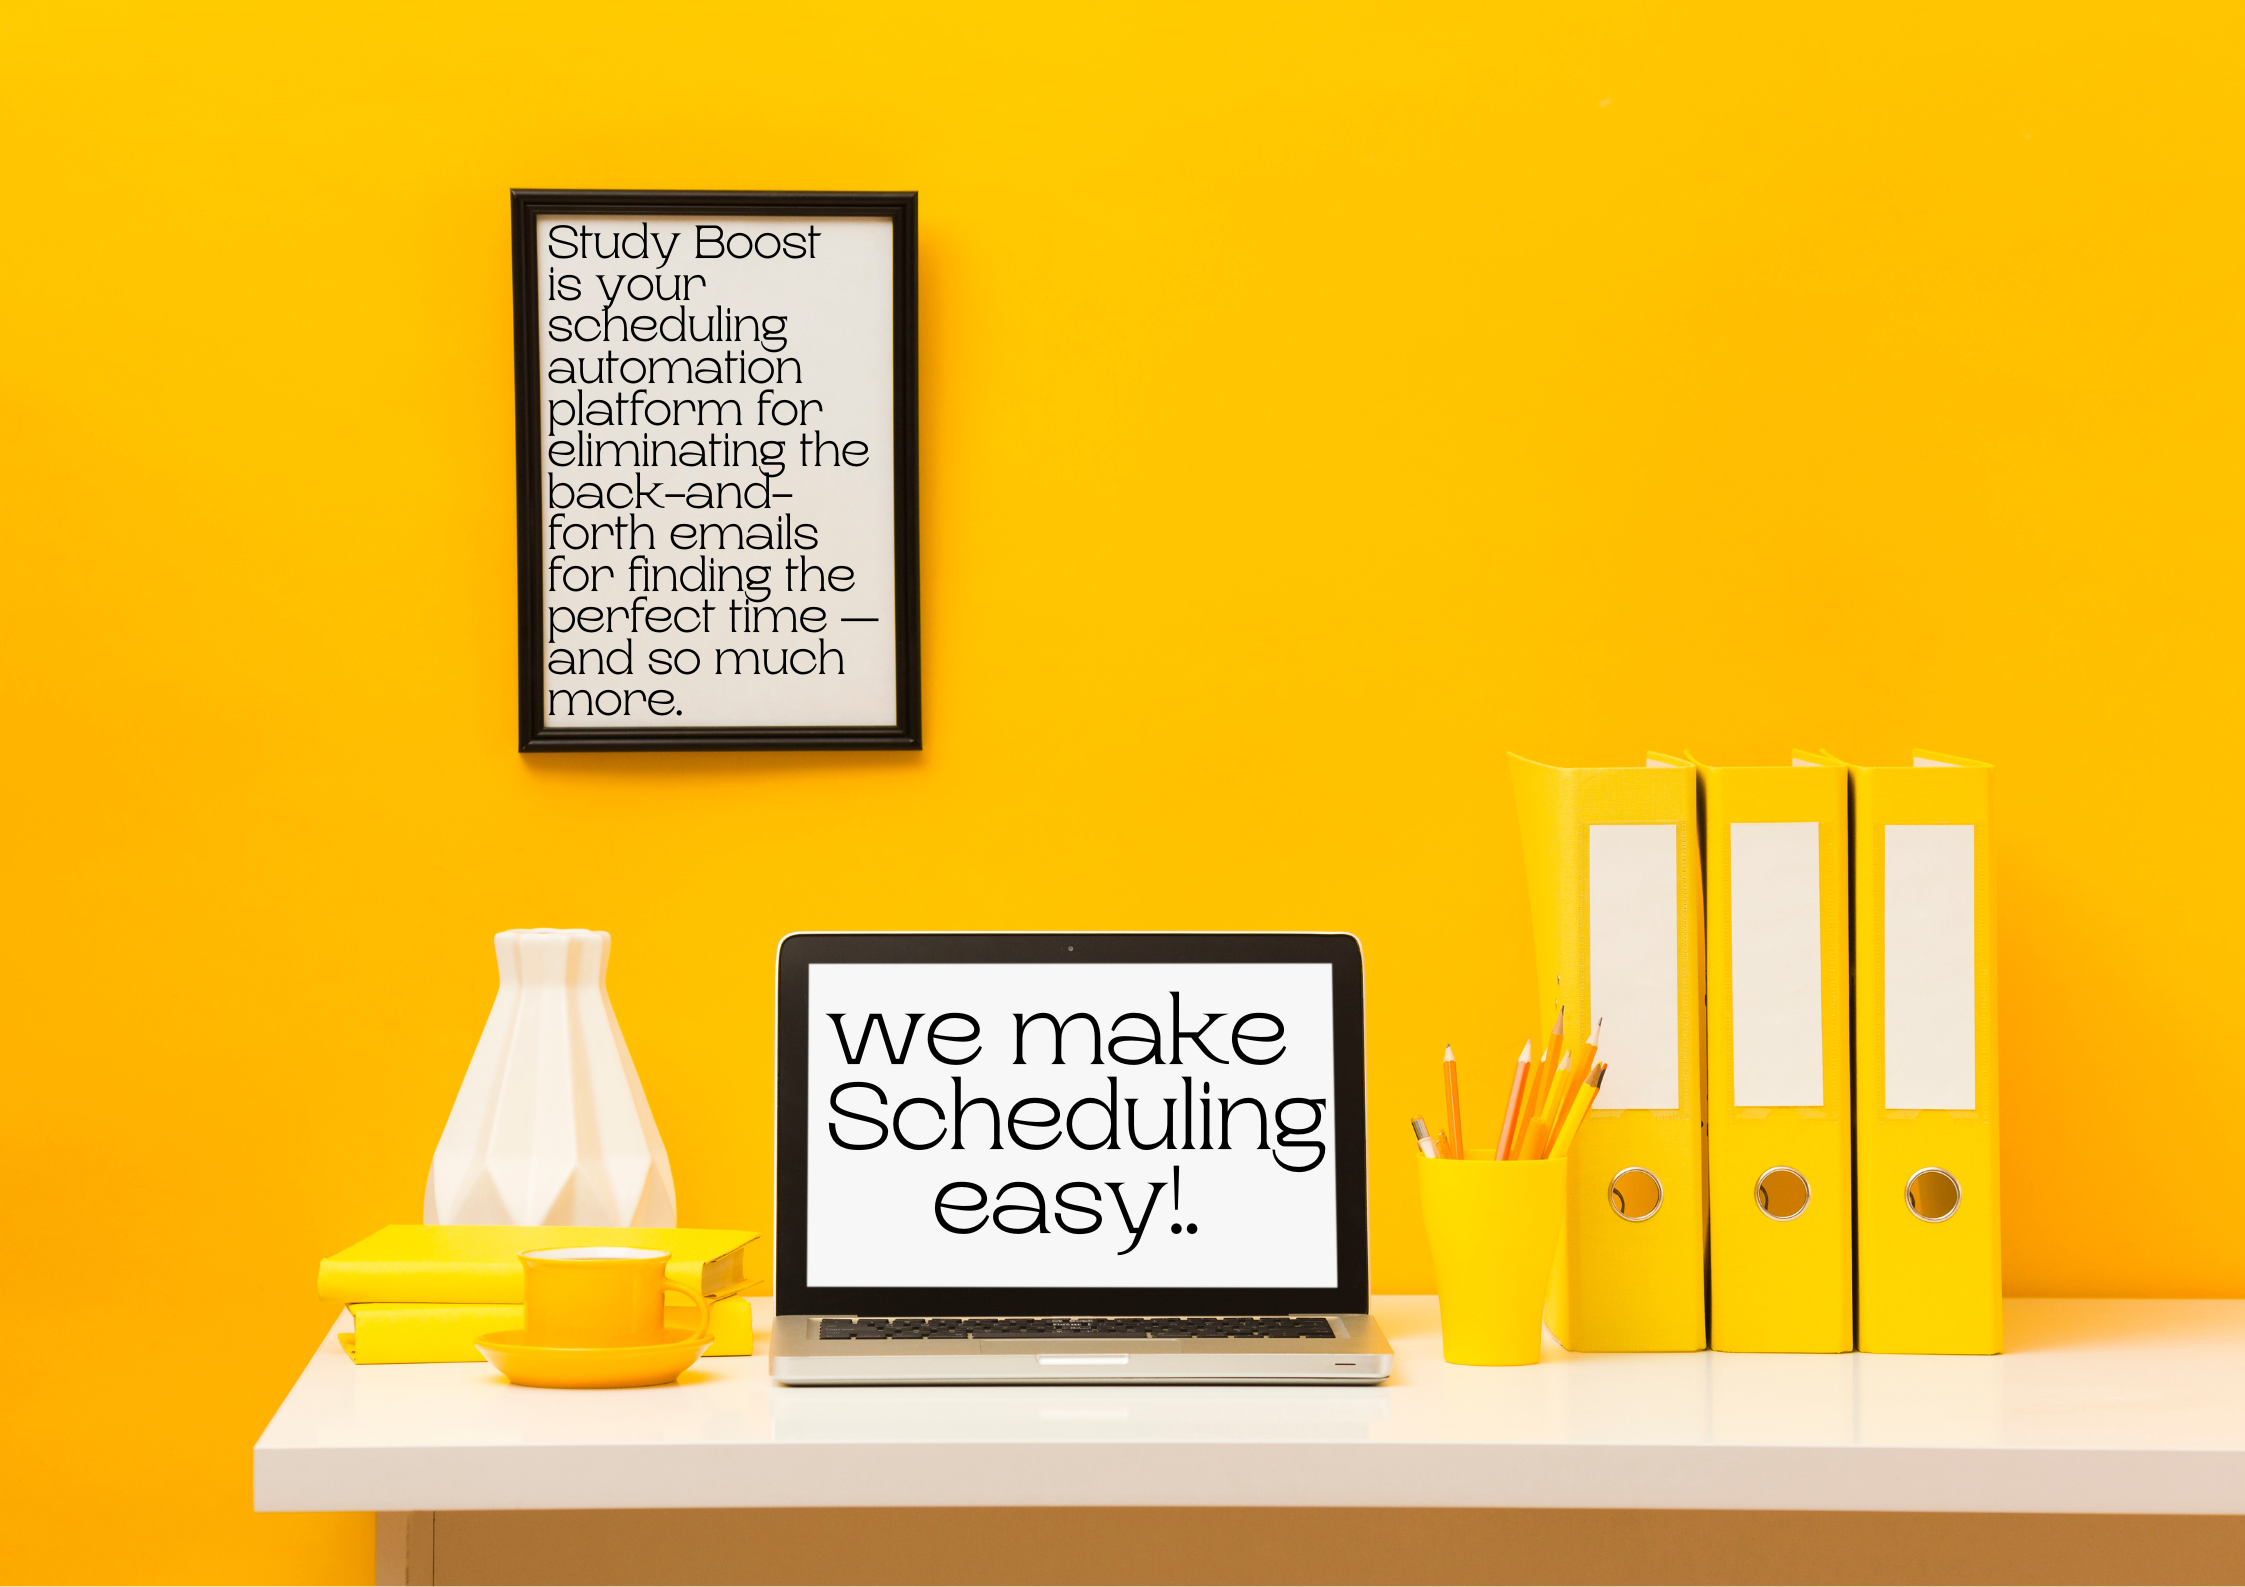 Study Boost
is your
scheduling
automation
platform for
eliminating the
back-and-
forth emails
for finding the
perfect time —
and so much
more.
we make
Scheduling
easy!..